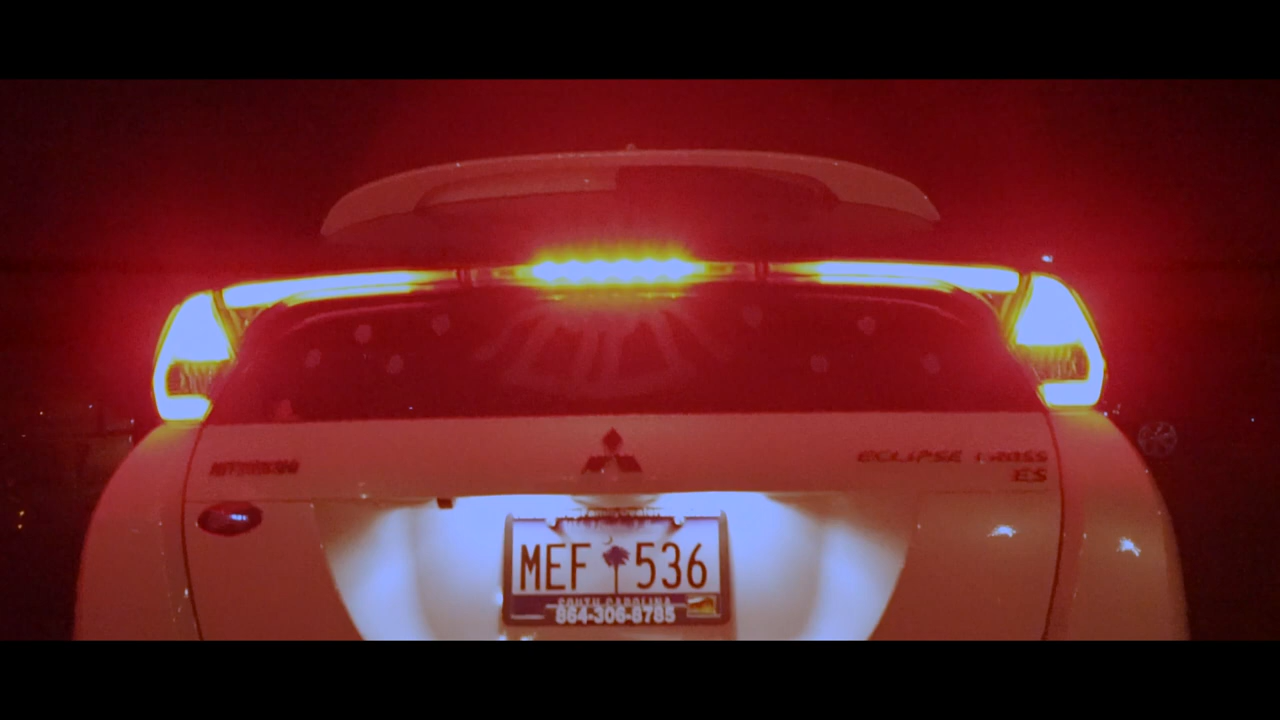 MITSUBISHI
ECLIPSE CROSS
ES
MEF 536
SOUTH CAROLINA
864-306-8785